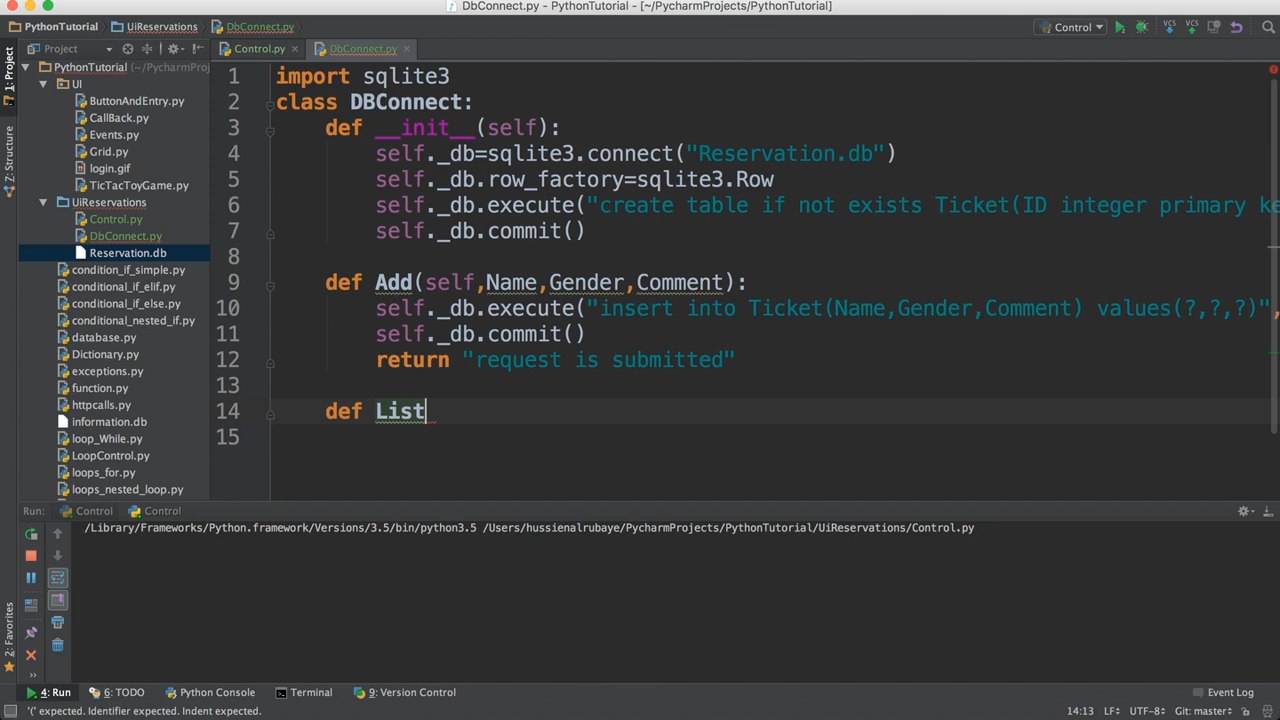 DbConnect.py - PythonTutorial - [~/PycharmProjects/PythonTutorial]
PythonTutorial UiReservations DbConnect.py Control
Project Control.py DbConnect.py
1: Project
7: Structure
2: Favorites
PythonTutorial (~/PycharmProj
UI
ButtonAndEntry.py
CallBack.py
Events.py
Grid.py
login.gif
TicTacToyGame.py
UiReservations
Control.py
DbConnect.py
Reservation.db
condition_if_simple.py
conditional_if_elif.py
conditional_if_else.py
conditional_nested_if.py
database.py
Dictionary.py
exceptions.py
function.py
httpcalls.py
information.db
loop_While.py
LoopControl.py
loops_for.py
loops_nested_loop.py
1 import sqlite3
2 class DBConnect:
3 def __init__(self):
4 self._db=sqlite3.connect("Reservation.db")
5 self._db.row_factory=sqlite3.Row
6 self._db.execute("create table if not exists Ticket(ID integer primary ke
7 self._db.commit()
8
9 def Add(self,Name,Gender,Comment):
10 self._db.execute("insert into Ticket(Name,Gender,Comment) values(?,?,?)",
11 self._db.commit()
12 return "request is submitted"
13
14 def List
15
Run: Control Control
/Library/Frameworks/Python.framework/Versions/3.5/bin/python3.5 /Users/hussienalrubaye/PycharmProjects/PythonTutorial/UiReservations/Control.py
4: Run 6: TODO Python Console Terminal 9: Version Control Event Log
'(' expected. Identifier expected. Indent expected. 14:13 LF UTF-8 Git: master